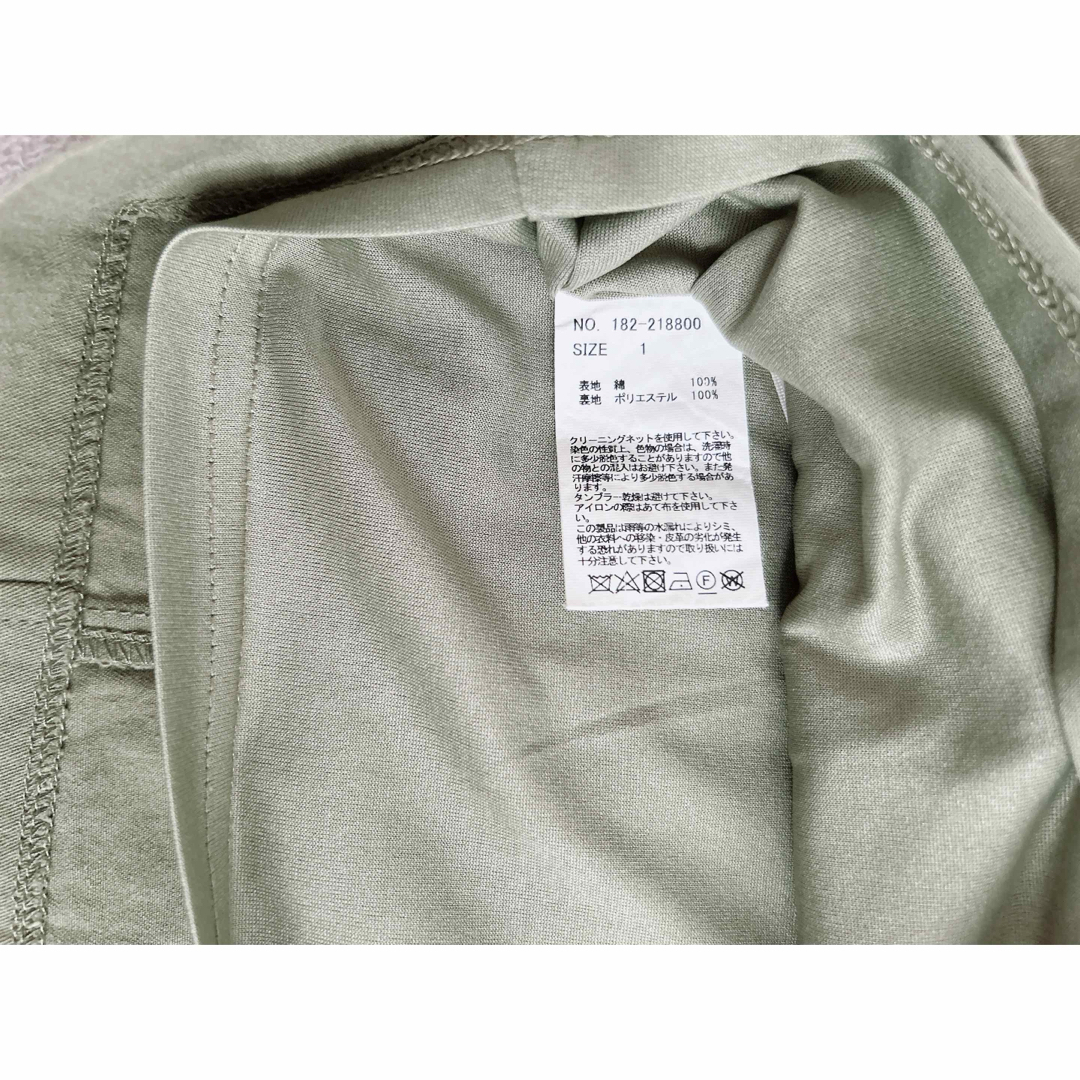 NO. 182-218800
SIZE 1
表地 綿 100%
裏地 ポリエステル 100%
クリーニングネットを使用して下さい。
染色の性質上、色物の場合は、洗濯時
に多少脱色することがありますので他
の物との混入はお避け下さい。また発
汗摩擦等により多少脱色する場合があ
ります。
タンブラー乾燥は避けて下さい。
アイロンの際はあて布を使用して下さ
い。
この製品は雨等の水濡れによりシミ、
他の衣料への移染・皮革の劣化が発生
する恐れがありますので取り扱いには
十分注意して下さい。
F W